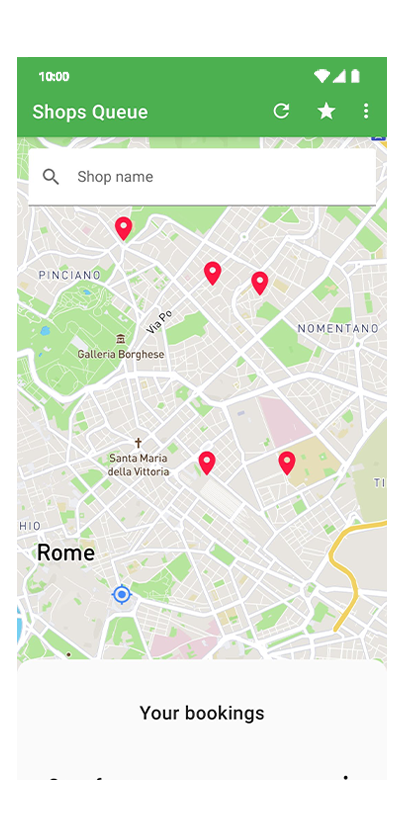 10:00
Shops Queue
Shop name
PINCIANO
Via Po
NOMENTANO
Galleria Borghese
Santa Maria
della Vittoria
TI
HIO
Rome
Your bookings